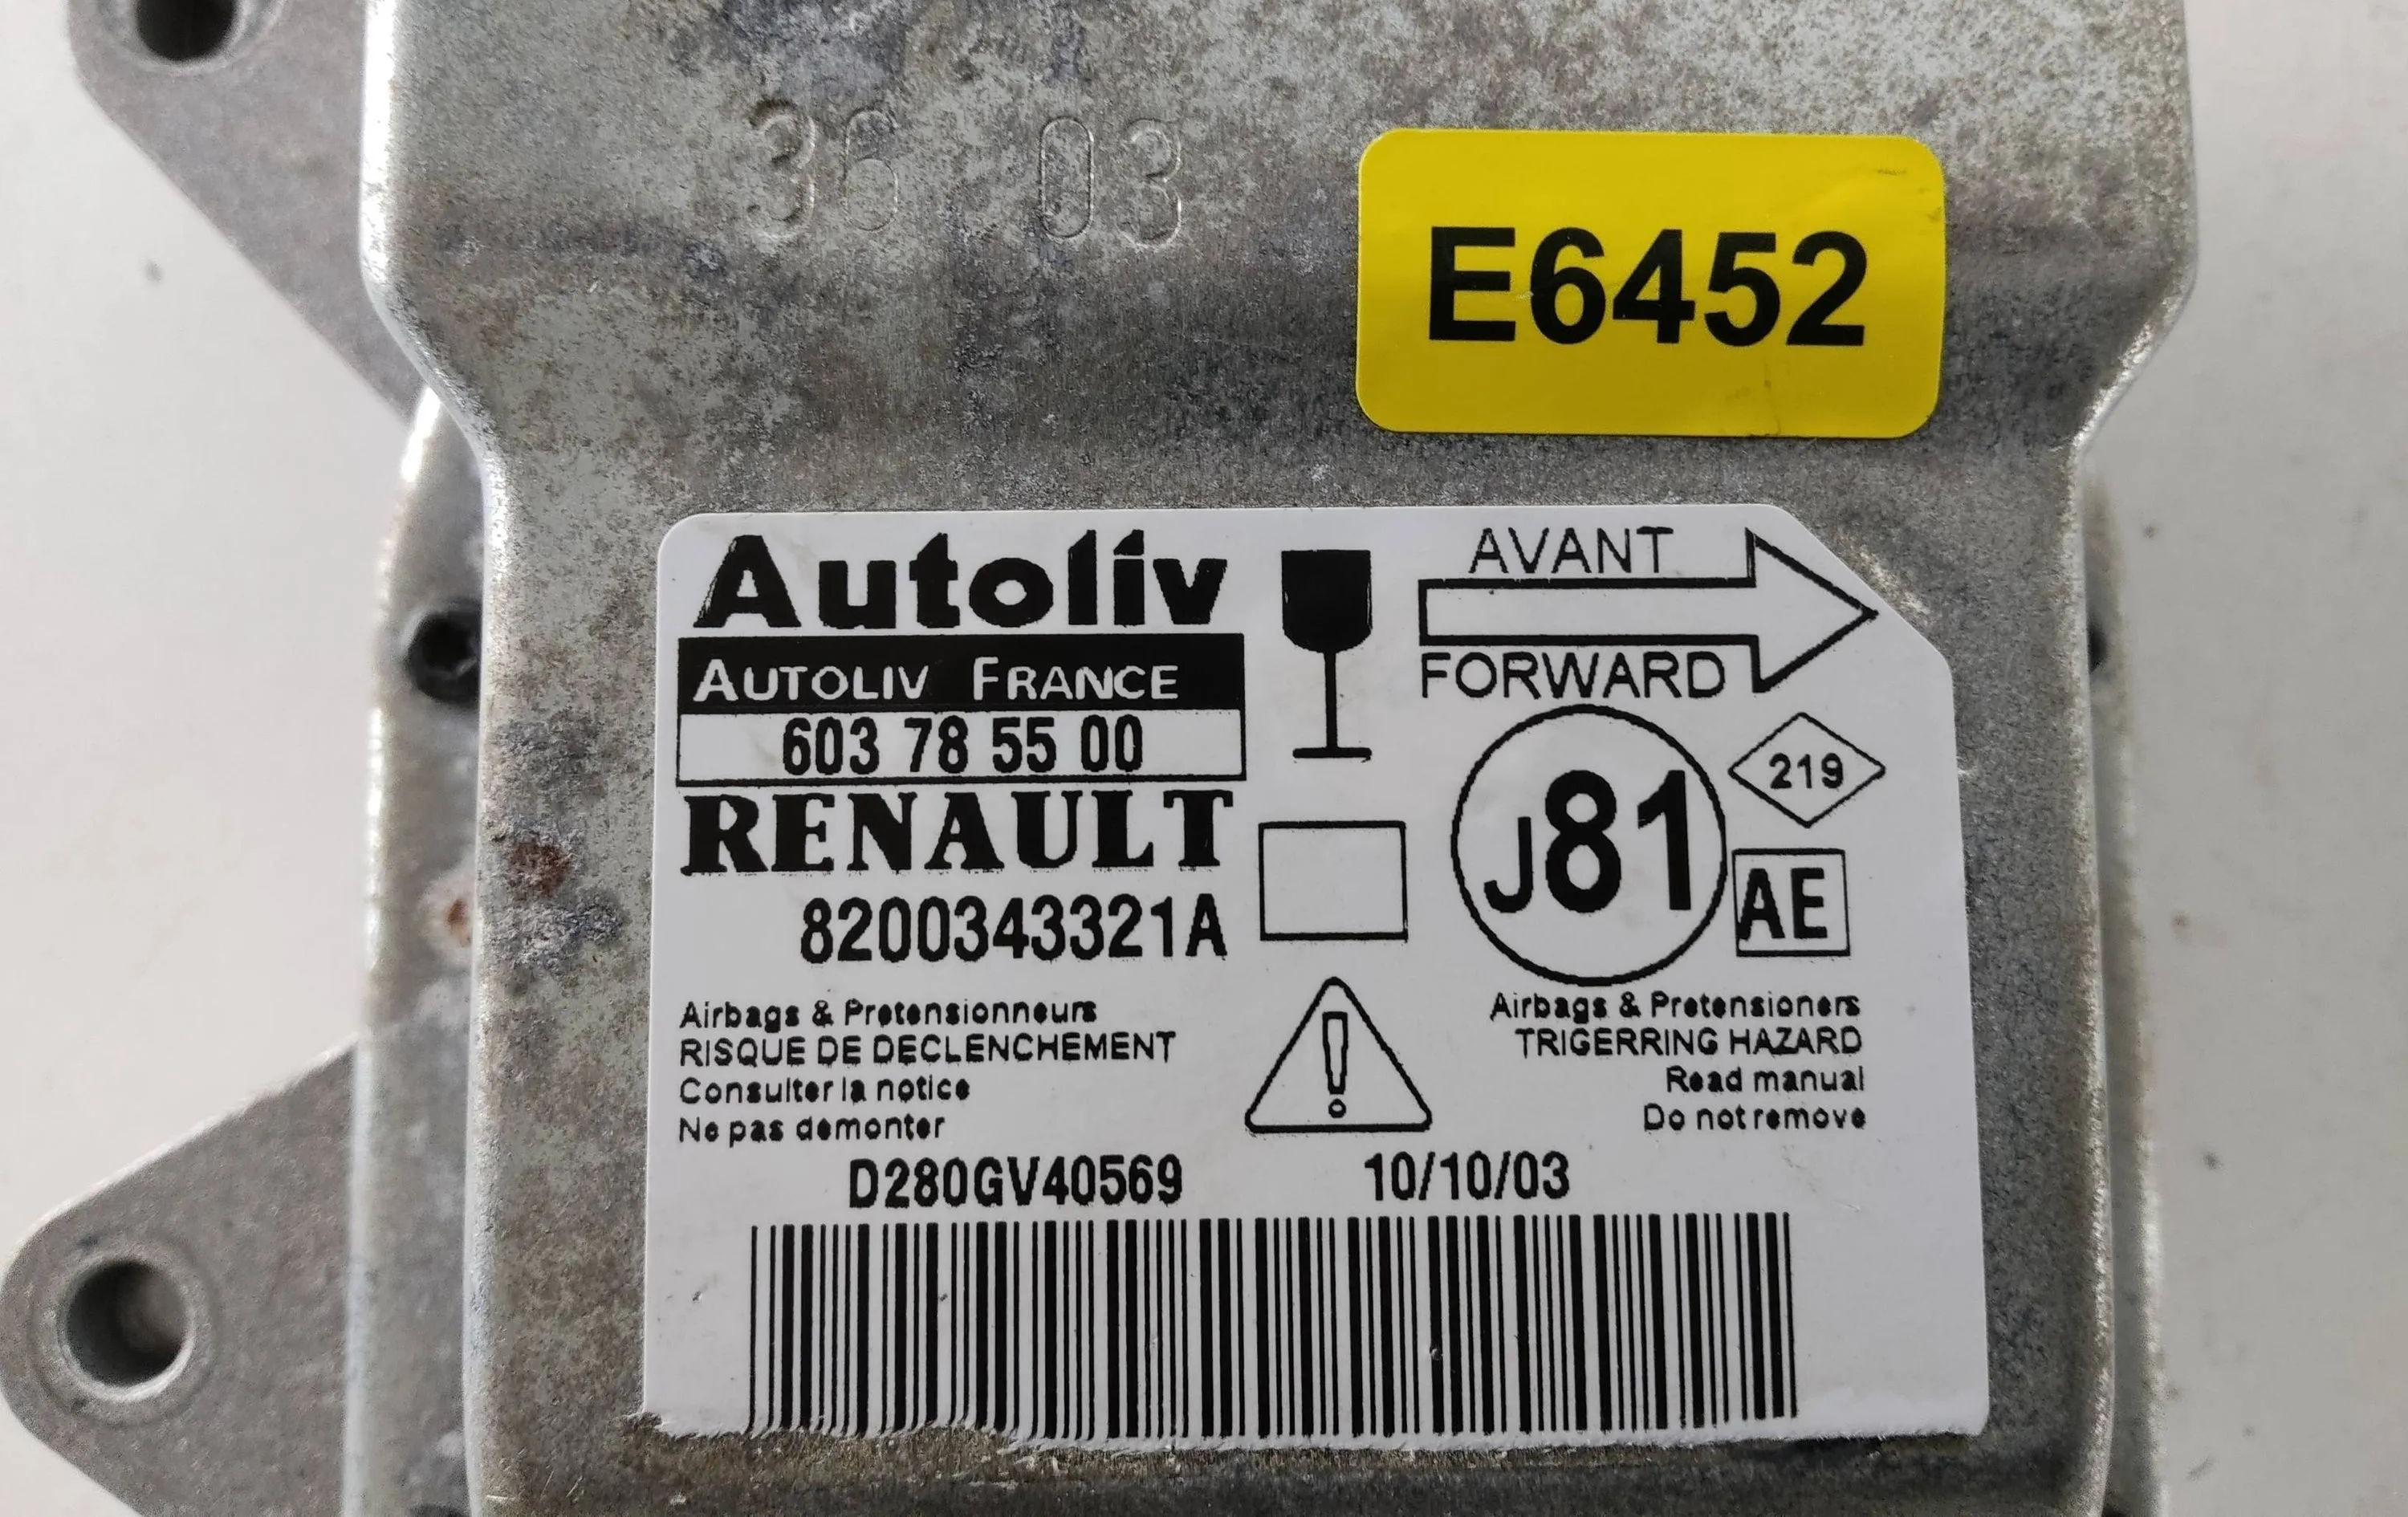 36 03
E6452
Autoliv
AUTOLIV FRANCE
603 78 55 00
RENAULT
8200343321A
AVANT
FORWARD
J81
219
AE
Airbags & Pretensionneurs
RISQUE DE DECLENCHEMENT
Consulter la notice
Ne pas demonter
Airbags & Pretensioners
TRIGERRING HAZARD
Read manual
Do not remove
D280GV40569 10/10/03